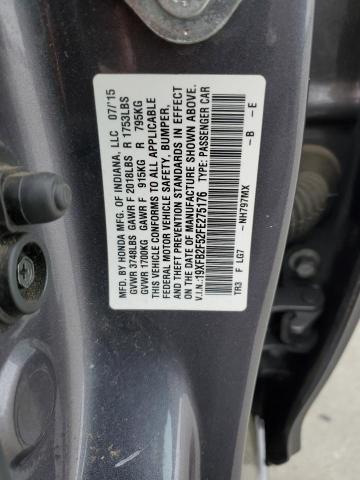 MFD. BY HONDA MFG. OF INDIANA, LLC 07/'15
GVWR 3748LBS GAWR F 2018LBS R 1753LBS
GVWR 1700KG GAWR F 915KG R 795KG
THIS VEHICLE CONFORMS TO ALL APPLICABLE
FEDERAL MOTOR VEHICLE SAFETY, BUMPER,
AND THEFT PREVENTION STANDARDS IN EFFECT
ON THE DATE OF MANUFACTURE SHOWN ABOVE.
V.I.N.:19XFB2F52FE275176 TYPE: PASSENGER CAR
TR3 F LG7 –NH797MX –B –E